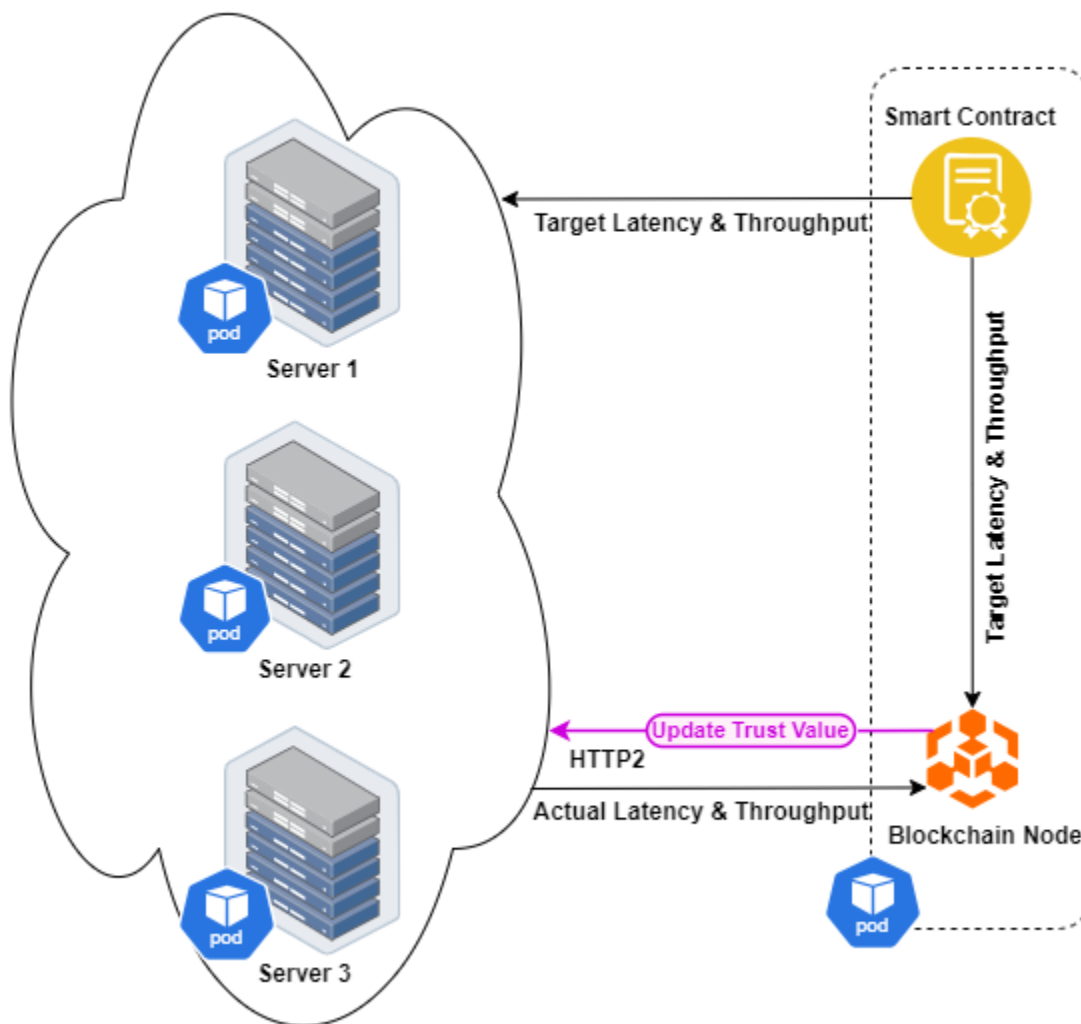 Smart Contract
Target Latency & Throughput
pod
Server 1
Target Latency & Throughput
pod
Server 2
Update Trust Value
HTTP2
Actual Latency & Throughput
Blockchain Node
pod
Server 3
pod